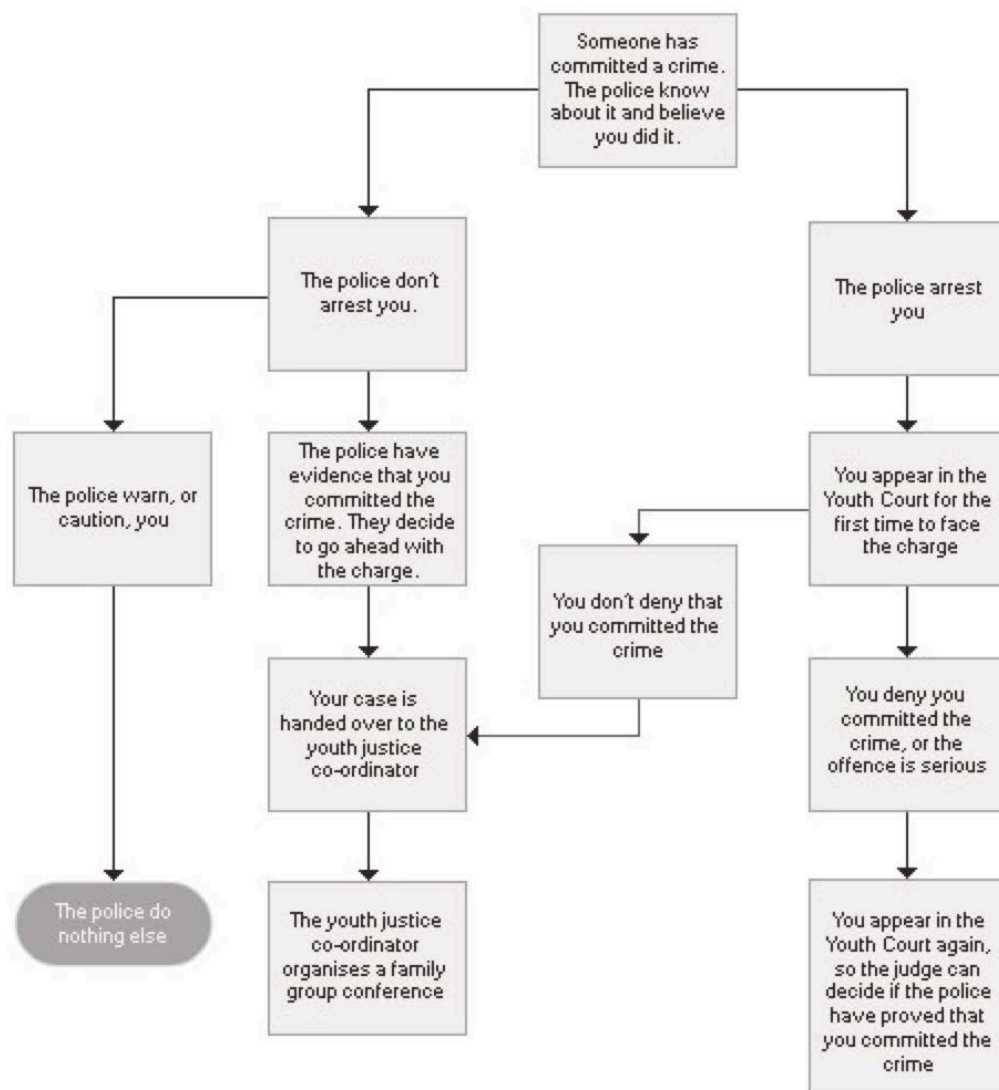 Someone has
committed a crime.
The police know
about it and believe
you did it.
The police don't
arrest you.
The police arrest
you
The police warn, or
caution, you
The police have
evidence that you
committed the
crime. They decide
to go ahead with
the charge.
You appear in the
Youth Court for the
first time to face
the charge
You don't deny that
you committed the
crime
Your case is
handed over to the
youth justice
co-ordinator
You deny you
committed the
crime, or the
offence is serious
The police do
nothing else
The youth justice
co-ordinator
organises a family
group conference
You appear in the
Youth Court again,
so the judge can
decide if the police
have proved that
you committed the
crime